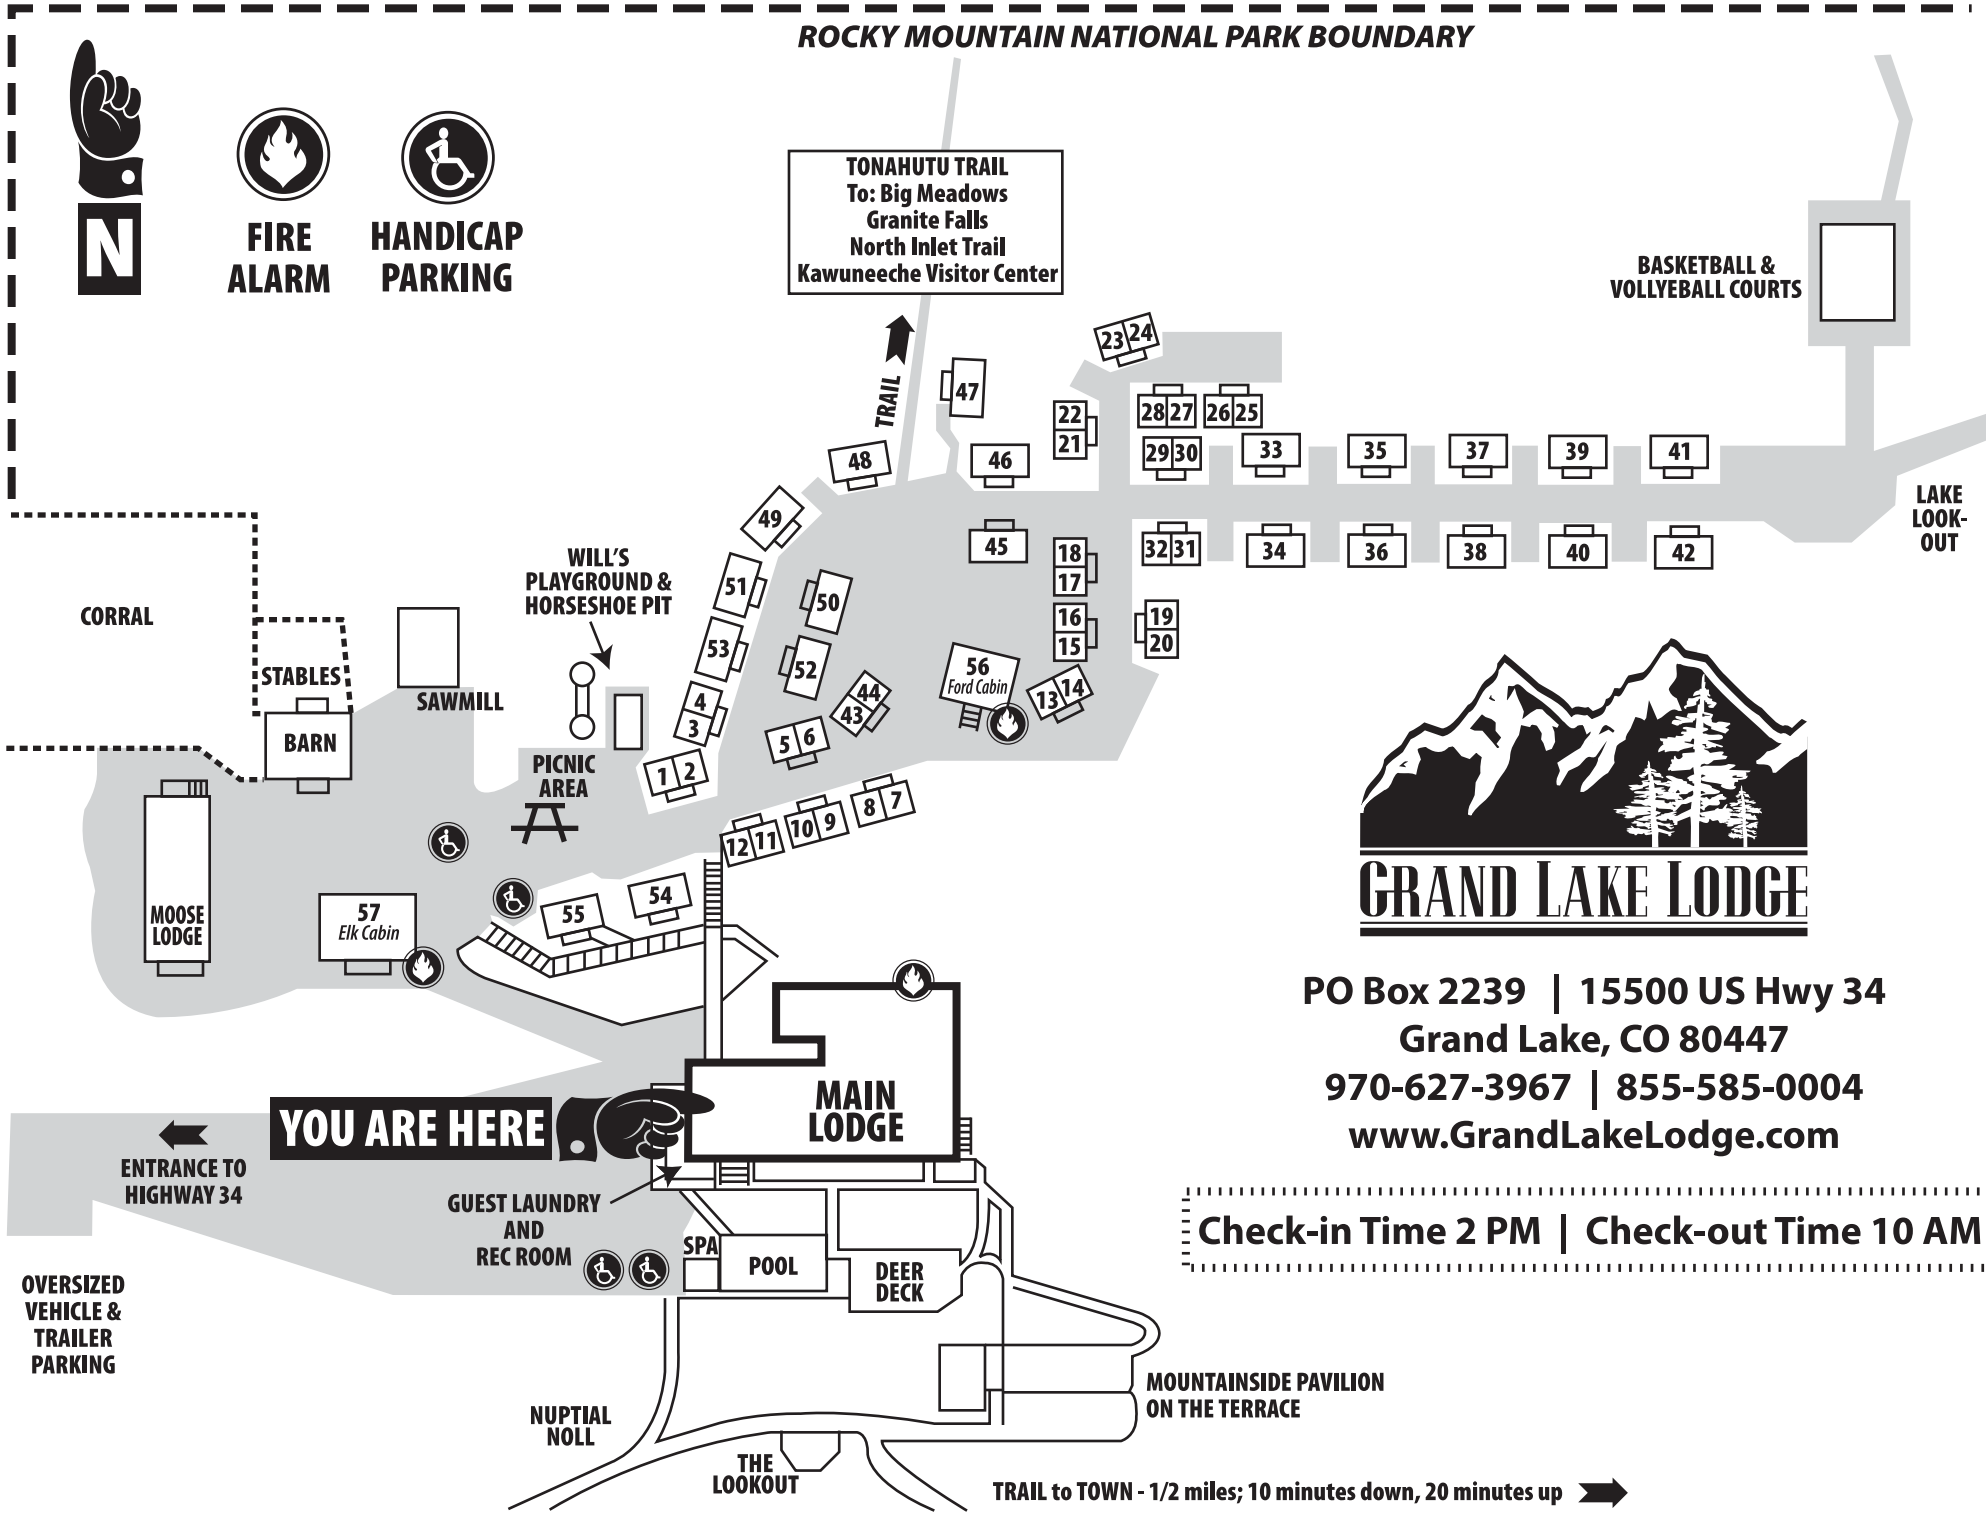 ROCKY MOUNTAIN NATIONAL PARK BOUNDARY
N
FIRE
ALARM
HANDICAP
PARKING
TONAHUTU TRAIL
To: Big Meadows
Granite Falls
North Inlet Trail
Kawuneeche Visitor Center
BASKETBALL &
VOLLYEBALL COURTS
TRAIL
23 24
47
22
21
28 27
26 25
48
46
29 30
33
35
37
39
41
LAKE
LOOK-
OUT
49
45
18
17
32 31
34
36
38
40
42
WILL'S
PLAYGROUND &
HORSESHOE PIT
51
50
16
15
19
20
CORRAL
STABLES
SAWMILL
BARN
53
52
56
Ford Cabin
13 14
4
3
44
43
5 6
1 2
PICNIC
AREA
8 7
10 9
12 11
MOOSE
LODGE
57
Elk Cabin
55
54
GRAND LAKE LODGE
PO Box 2239 | 15500 US Hwy 34
Grand Lake, CO 80447
970-627-3967 | 855-585-0004
www.GrandLakeLodge.com
YOU ARE HERE
MAIN
LODGE
ENTRANCE TO
HIGHWAY 34
GUEST LAUNDRY
AND
REC ROOM
Check-in Time 2 PM | Check-out Time 10 AM
SPA
POOL
DEER
DECK
OVERSIZED
VEHICLE &
TRAILER
PARKING
MOUNTAINSIDE PAVILION
ON THE TERRACE
NUPTIAL
NOLL
THE
LOOKOUT
TRAIL to TOWN - 1/2 miles; 10 minutes down, 20 minutes up